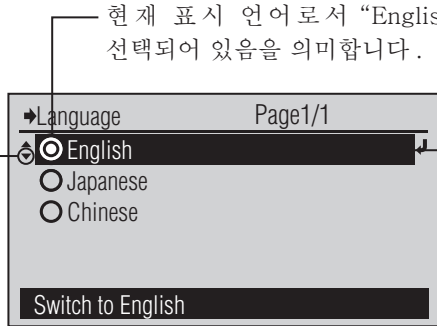 현재 표시 언어로서 “Englis
선택되어 있음을 의미합니다.
Language Page1/1
English
Japanese
Chinese
Switch to English